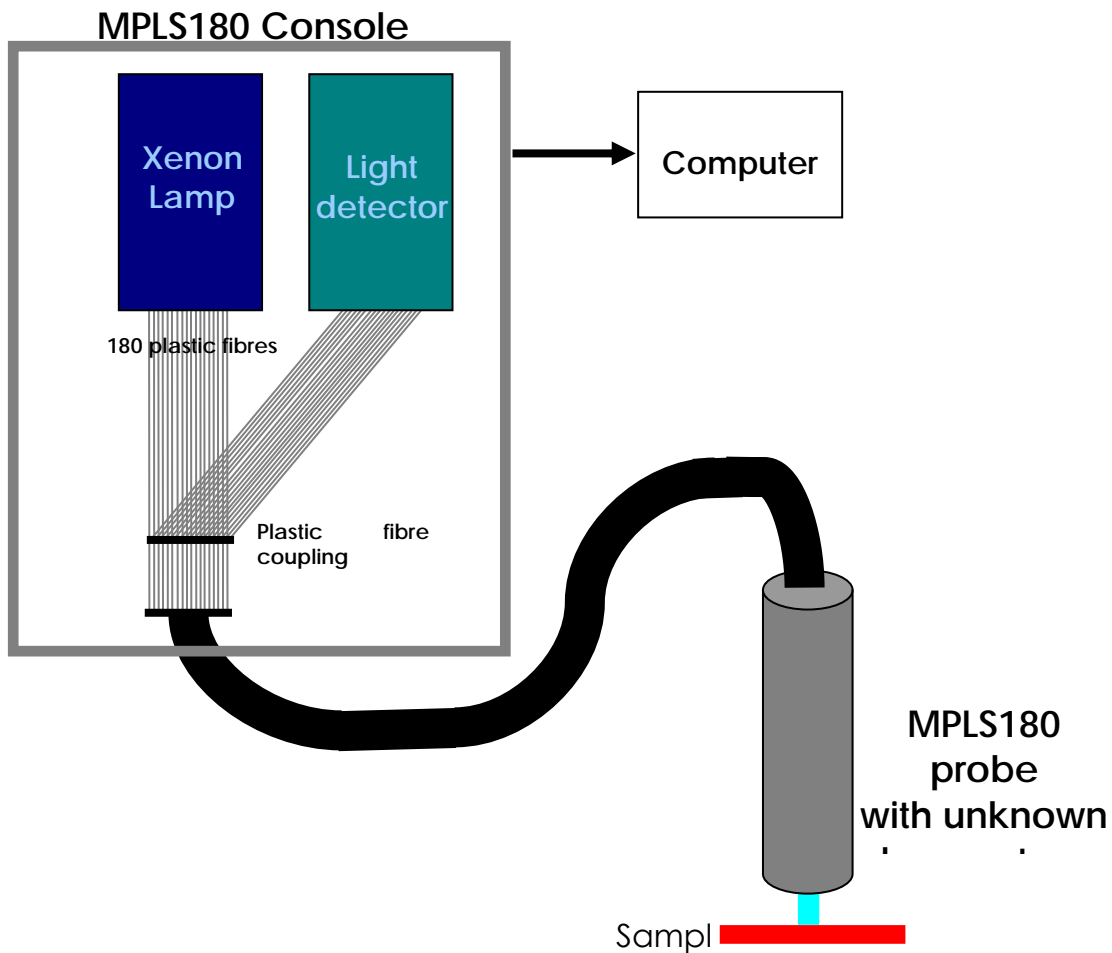 MPLS180 Console
Xenon
Lamp
Light
detector
Computer
180 plastic fibres
Plastic fibre
coupling
MPLS180
probe
with unknown
Sampl